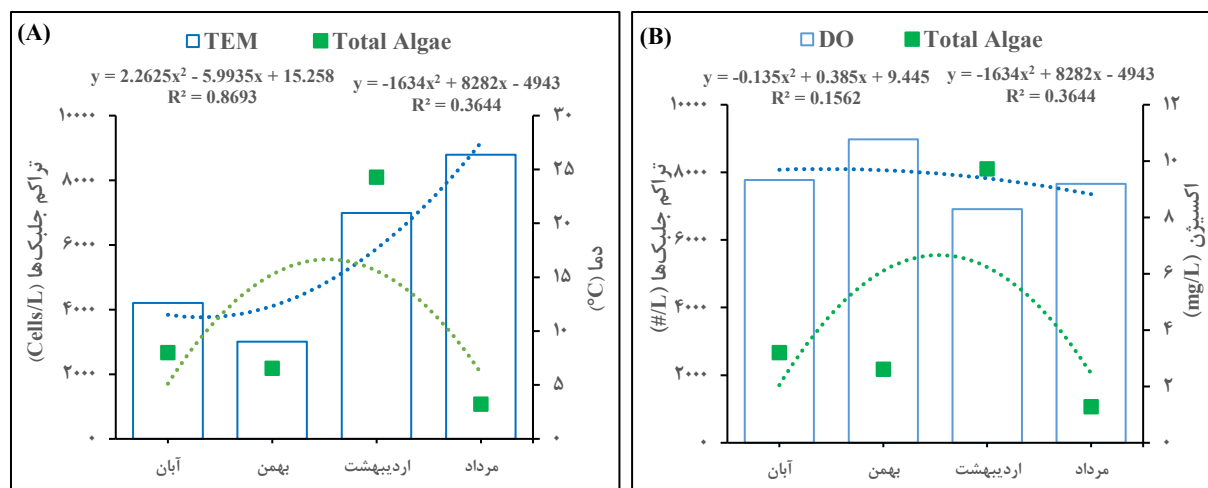 (A)
TEM
Total Algae
y = 2.2625x² - 5.9935x + 15.258
R² = 0.8693
y = -1634x² + 8282x - 4943
R² = 0.3644
تراکم جلبک‌ها (Cells/L)
۱۰۰۰۰
۸۰۰۰
۶۰۰۰
۴۰۰۰
۲۰۰۰
۰
۳۰
۲۵
۲۰
۱۵
۱۰
۵
۰
دما (°C)
آبان
بهمن
اردیبهشت
مرداد
(B)
DO
Total Algae
y = -0.135x² + 0.385x + 9.445
R² = 0.1562
y = -1634x² + 8282x - 4943
R² = 0.3644
تراکم جلبک‌ها (#/L)
۱۰۰۰۰
۸۰۰۰
۶۰۰۰
۴۰۰۰
۲۰۰۰
۰
۱۲
۱۰
۸
۶
۴
۲
۰
اکسیژن (mg/L)
آبان
بهمن
اردیبهشت
مرداد